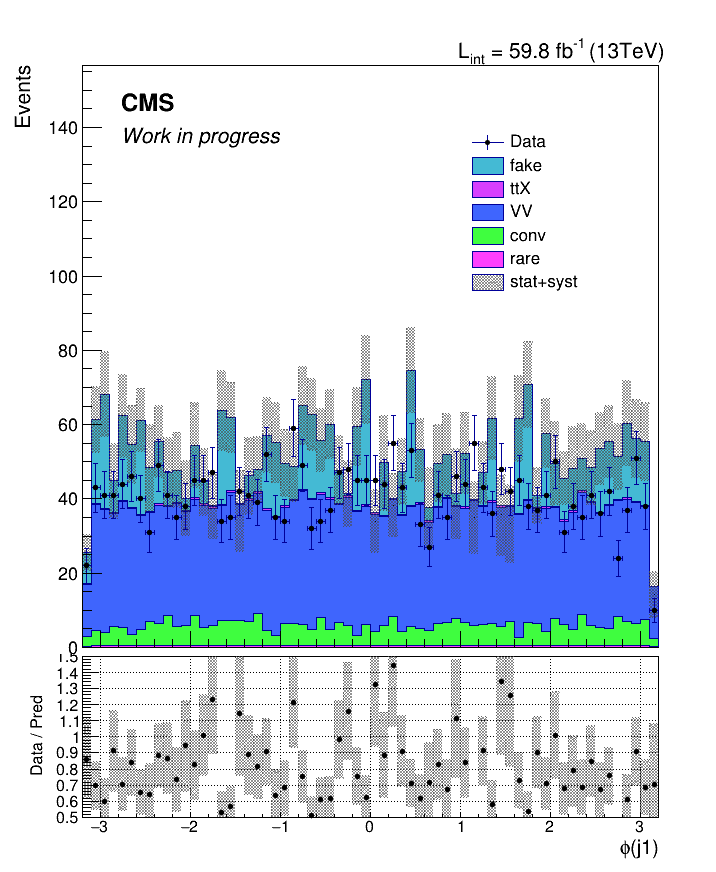 L_int = 59.8 fb^-1 (13TeV)
Events
CMS
Work in progress
Data
fake
ttX
VV
conv
rare
stat+syst
140
120
100
80
60
40
20
0
1.5
1.4
1.3
1.2
1.1
1
0.9
0.8
0.7
0.6
0.5
Data / Pred
−3 −2 −1 0 1 2 3
ϕ(j1)